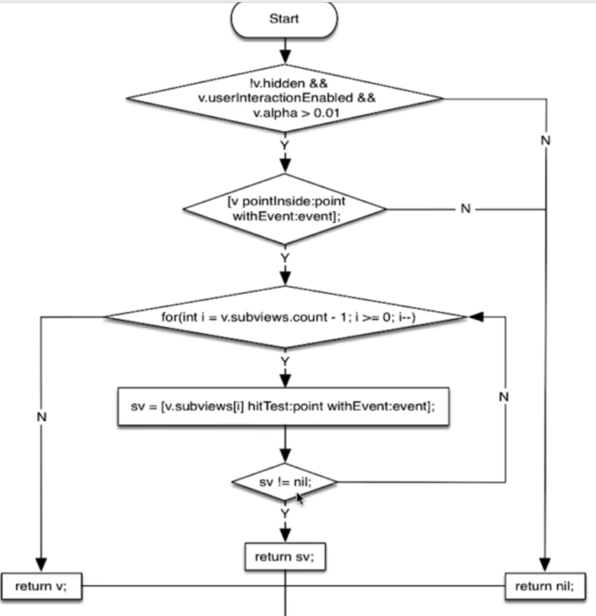 Start
!v.hidden &&
v.userInteractionEnabled &&
v.alpha > 0.01
N
Y
[v pointInside:point
withEvent:event];
N
Y
for(int i = v.subviews.count - 1; i >= 0; i--)
Y
N
N
sv = [v.subviews[i] hitTest:point withEvent:event];
sv != nil;
Y
return sv;
return v;
return nil;